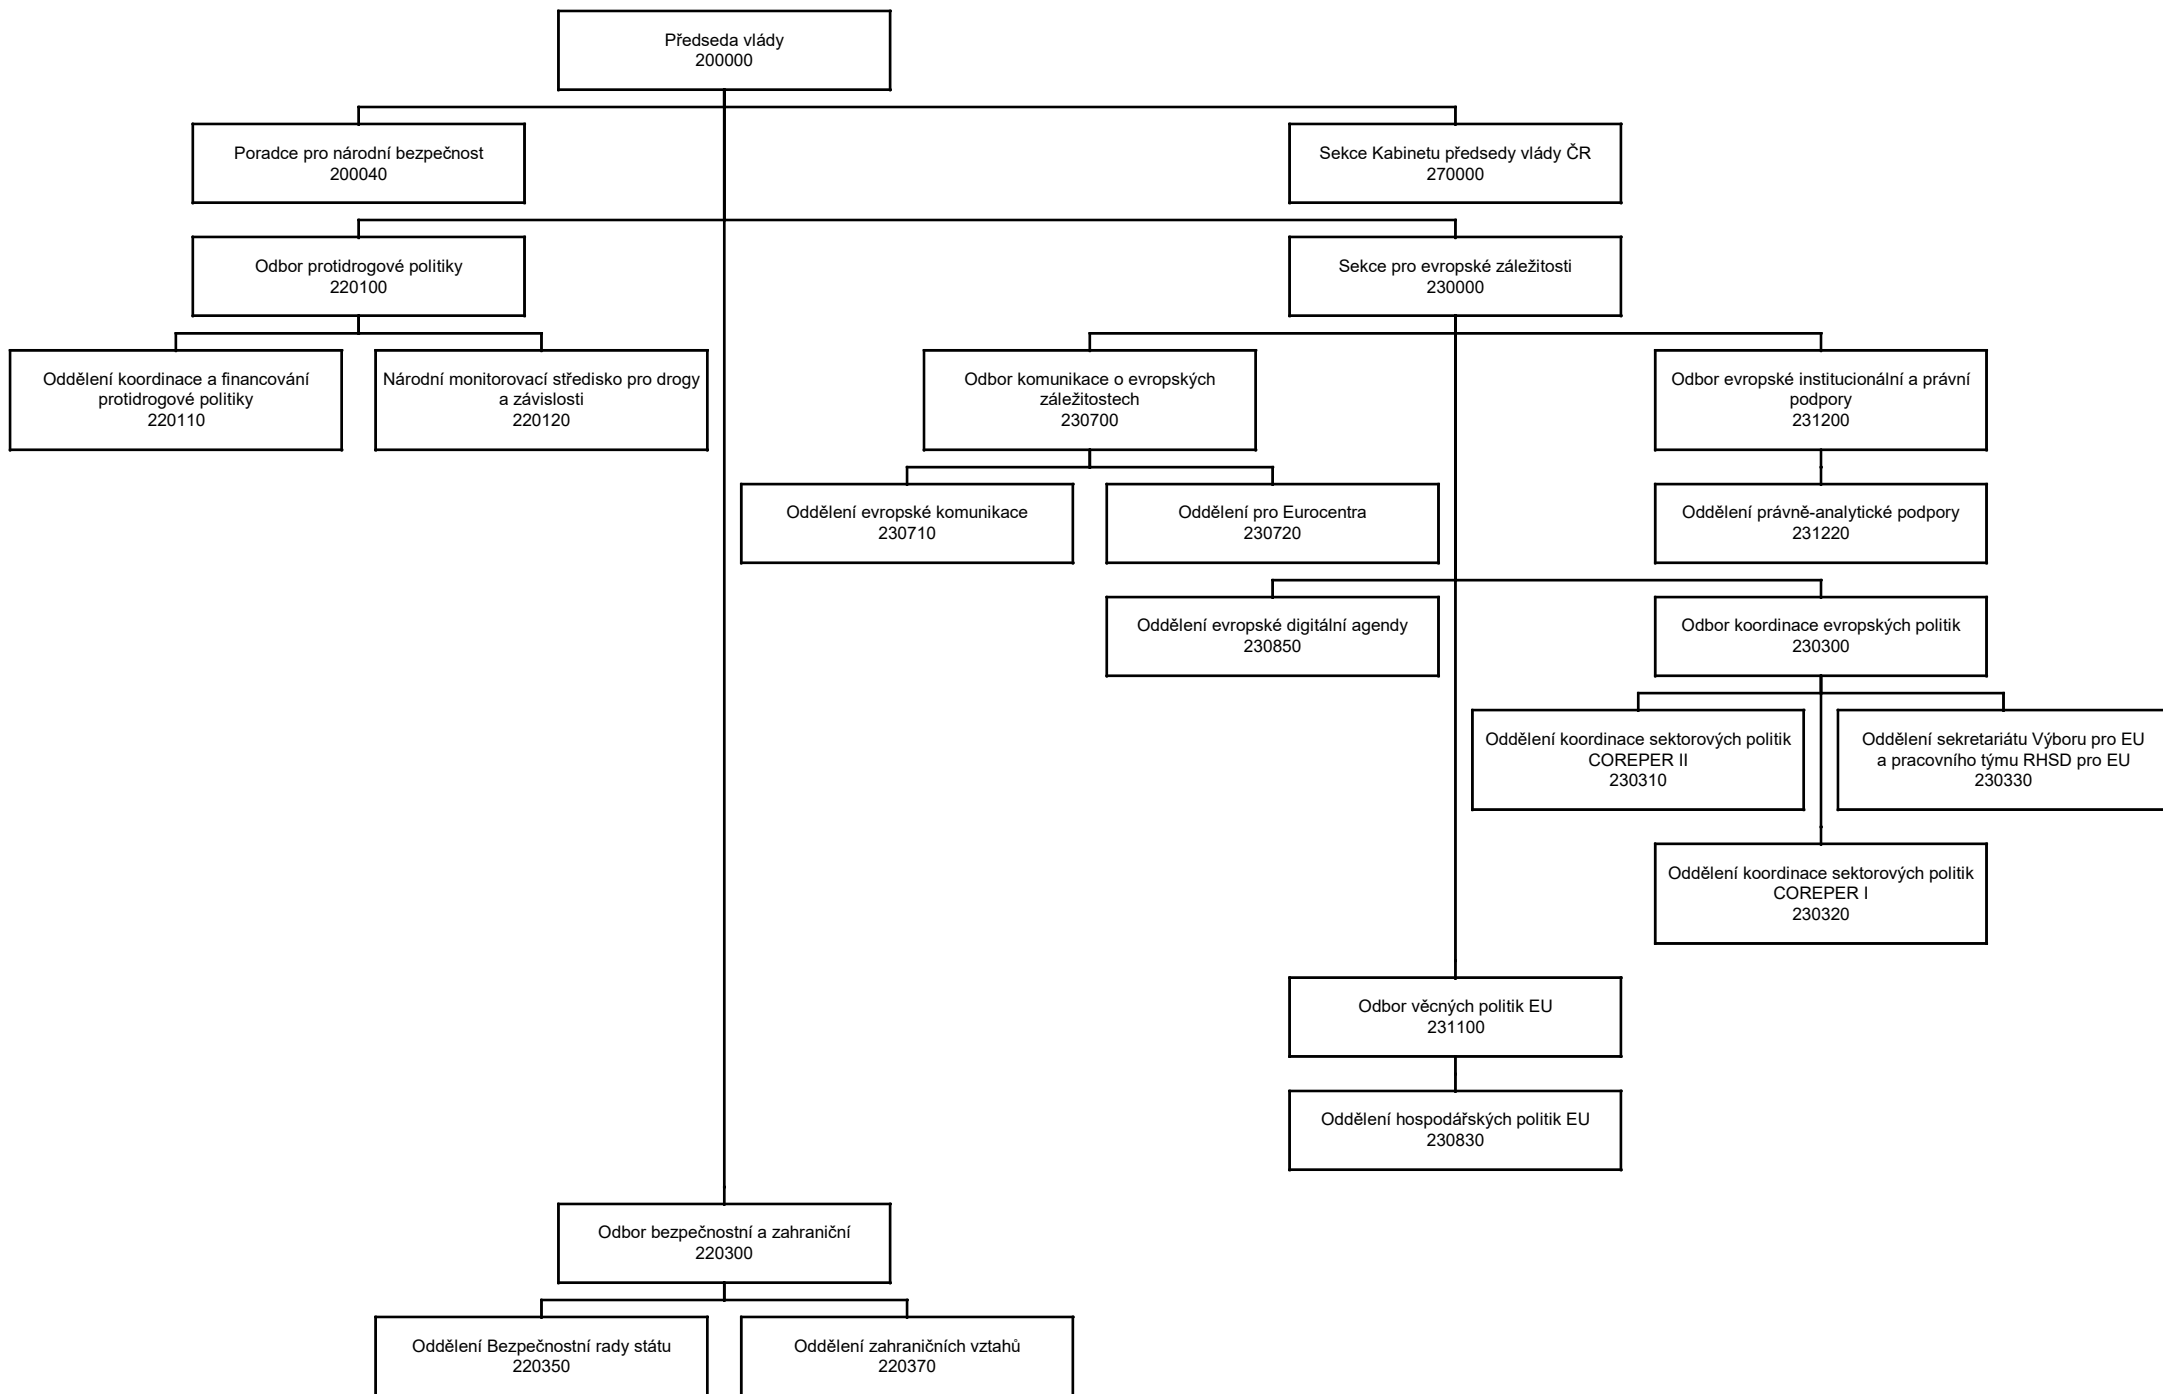 Předseda vlády
200000
Poradce pro národní bezpečnost
200040
Sekce Kabinetu předsedy vlády ČR
270000
Odbor protidrogové politiky
220100
Sekce pro evropské záležitosti
230000
Oddělení koordinace a financování
protidrogové politiky
220110
Národní monitorovací středisko pro drogy
a závislosti
220120
Odbor komunikace o evropských
záležitostech
230700
Odbor evropské institucionální a právní
podpory
231200
Oddělení evropské komunikace
230710
Oddělení pro Eurocentra
230720
Oddělení právně-analytické podpory
231220
Oddělení evropské digitální agendy
230850
Odbor koordinace evropských politik
230300
Oddělení koordinace sektorových politik
COREPER II
230310
Oddělení sekretariátu Výboru pro EU
a pracovního týmu RHSD pro EU
230330
Oddělení koordinace sektorových politik
COREPER I
230320
Odbor věcných politik EU
231100
Oddělení hospodářských politik EU
230830
Odbor bezpečnostní a zahraniční
220300
Oddělení Bezpečnostní rady státu
220350
Oddělení zahraničních vztahů
220370